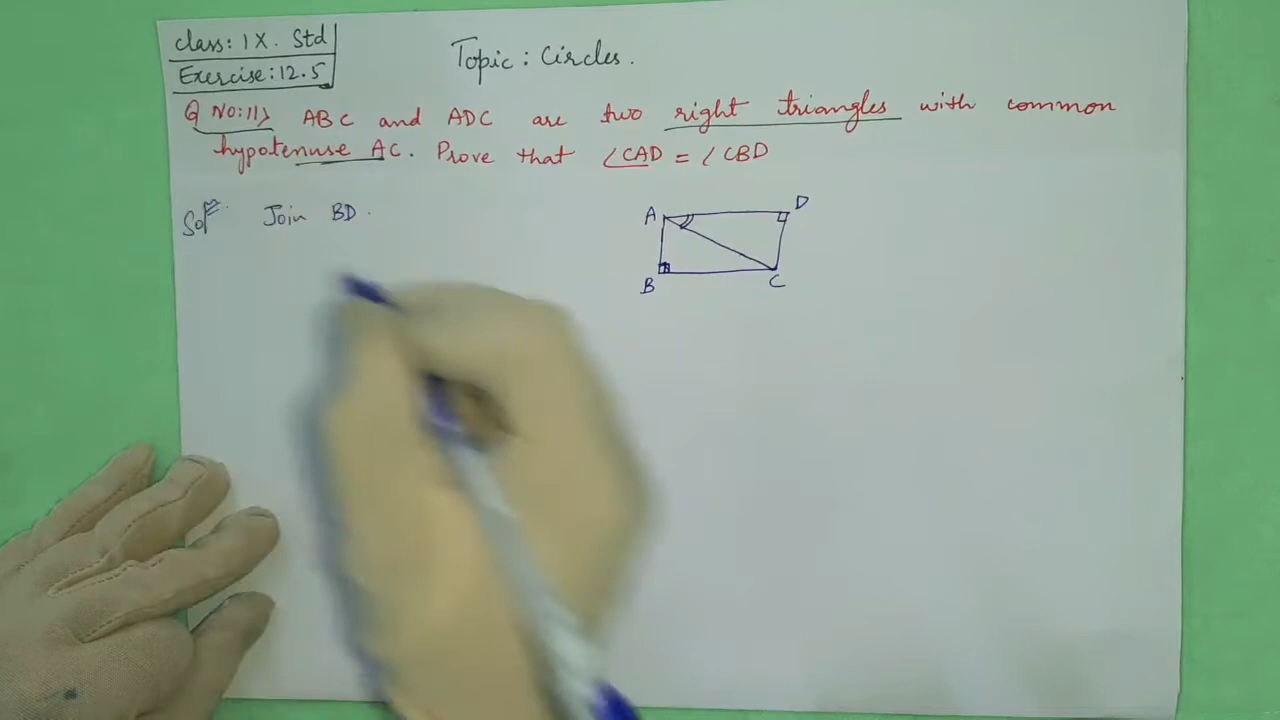 class: IX. Std
Exercise: 12.5
Topic: Circles.
Q No: 11> ABC and ADC are two right triangles with common
hypotenuse AC. Prove that ∠CAD = ∠CBD
Sol Join BD.
A D
B C